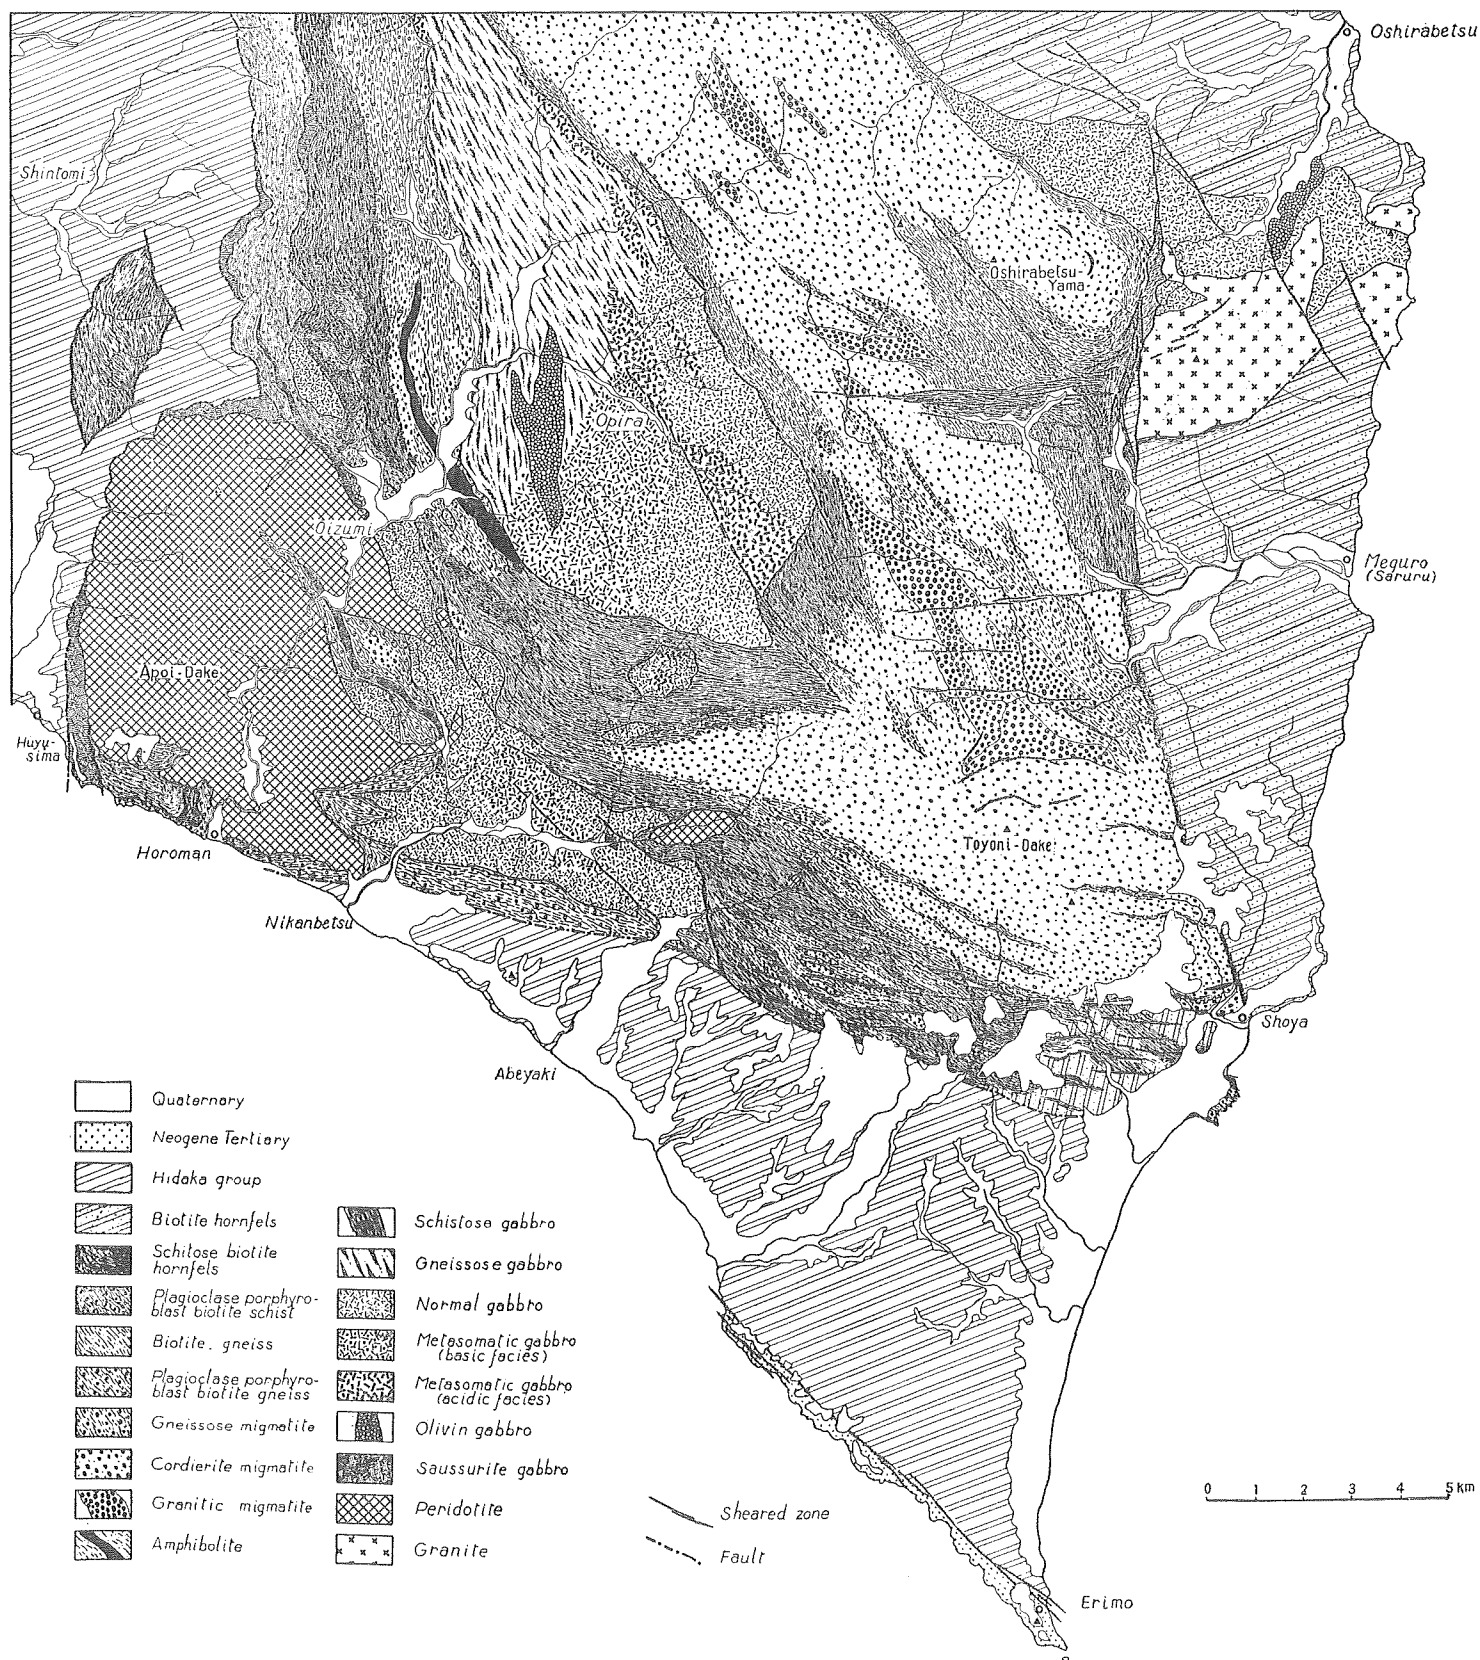 Oshirabetsu
Shintomi
Oshirabetsu
Yama
Opira
Oizumi
Meguro
(Saruru)
Apoi-Dake
Huyu-
sima
Toyoni-Dake
Horoman
Nikanbetsu
Shoya
Abeyaki
Quaternary
Neogene Tertiary
Hidaka group
Biotite hornfels
Schitose biotite
hornfels
Plagioclase porphyro-
blast biotite schist
Biotite. gneiss
Plagioclase porphyro-
blast biotite gneiss
Gneissose migmatite
Cordierite migmatite
Granitic migmatite
Amphibolite
Schistose gabbro
Gneissose gabbro
Normal gabbro
Metasomatic gabbro
(basic facies)
Metasomatic gabbro
(acidic facies)
Olivin gabbro
Saussurite gabbro
Peridotite
Granite
Sheared zone
Fault
0 1 2 3 4 5 km
Erimo